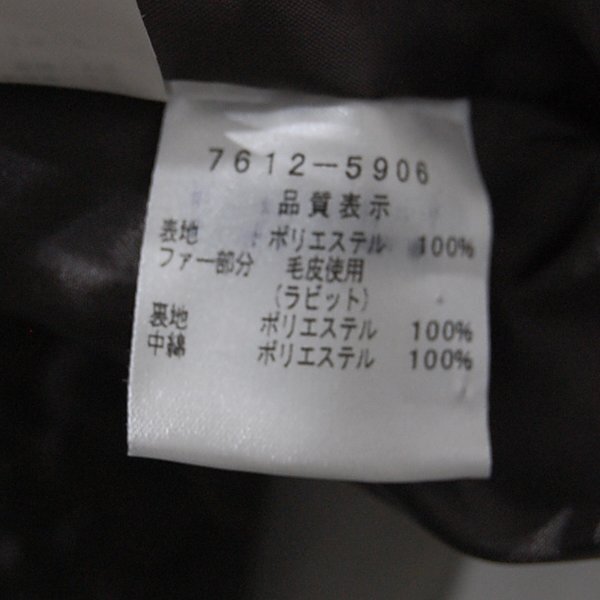 7612-5906
品質表示
表地 ポリエステル 100%
ファー部分 毛皮使用
(ラビット)
裏地 ポリエステル 100%
中綿 ポリエステル 100%